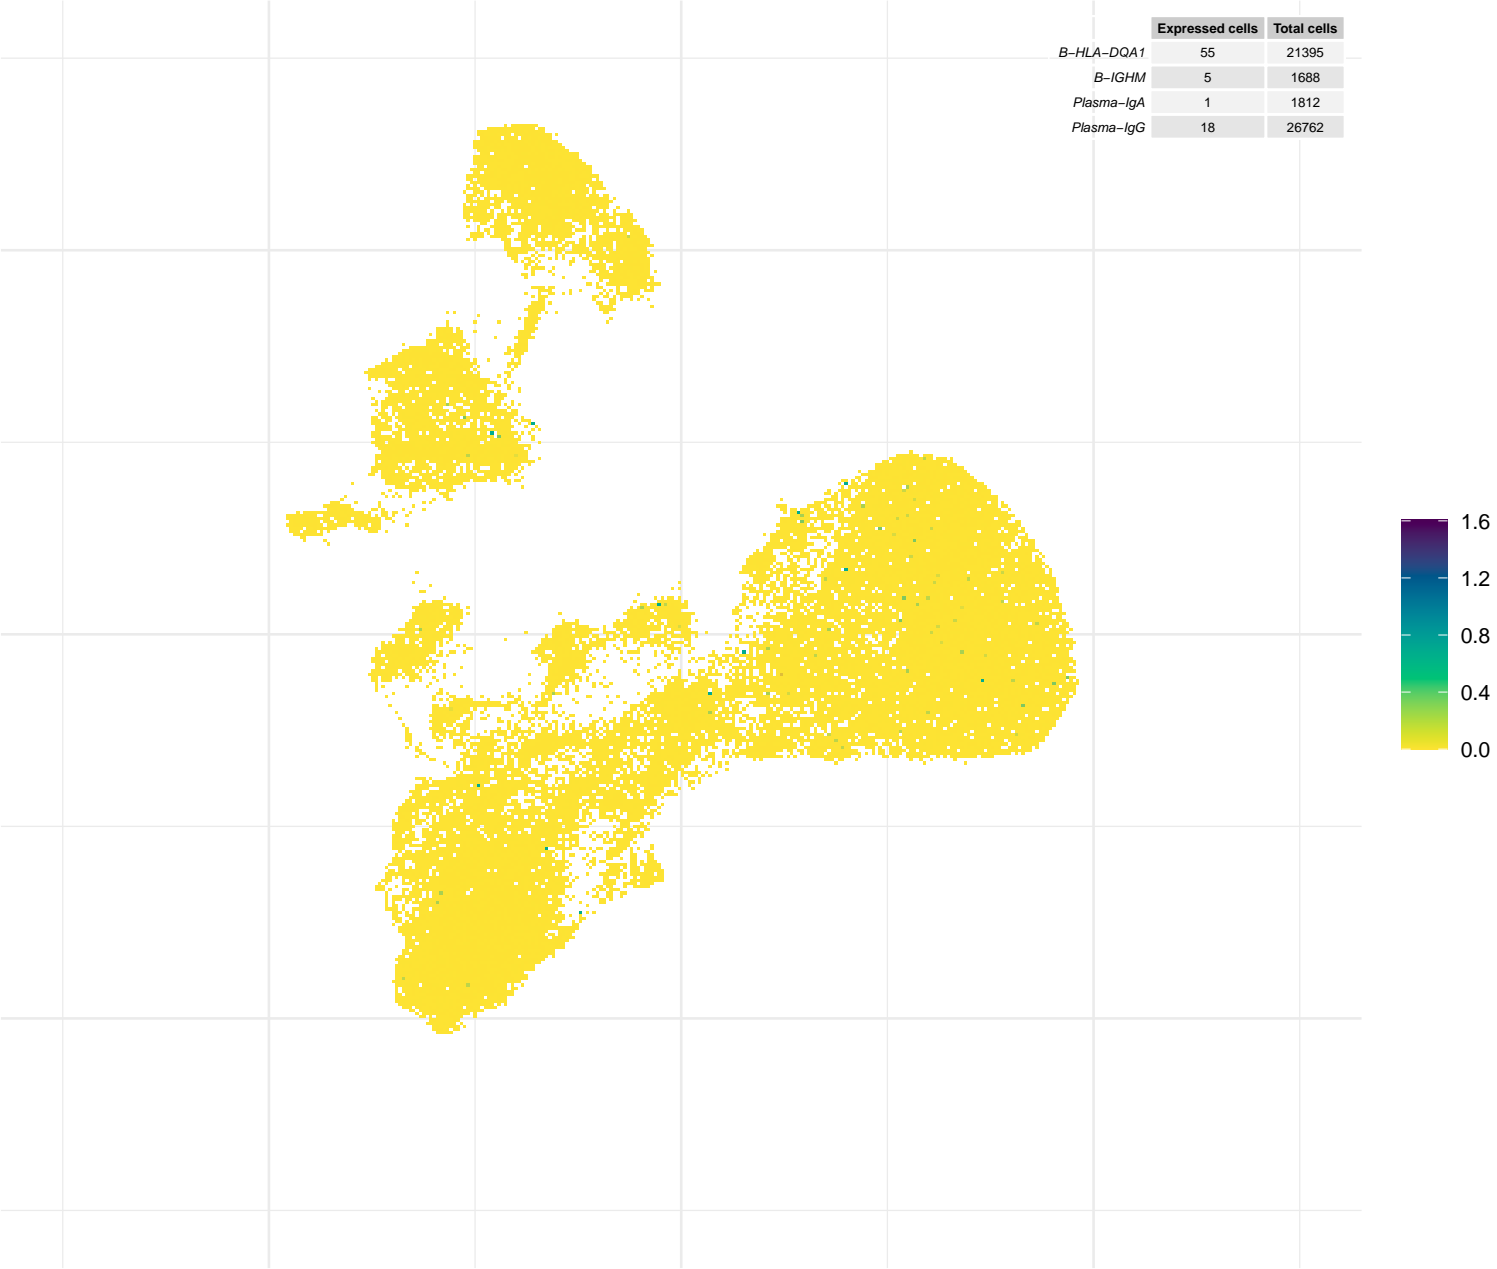 Expressed cells Total cells
B−HLA−DQA1 55 21395
B−IGHM 5 1688
Plasma−IgA 1 1812
Plasma−IgG 18 26762
1.6
1.2
0.8
0.4
0.0